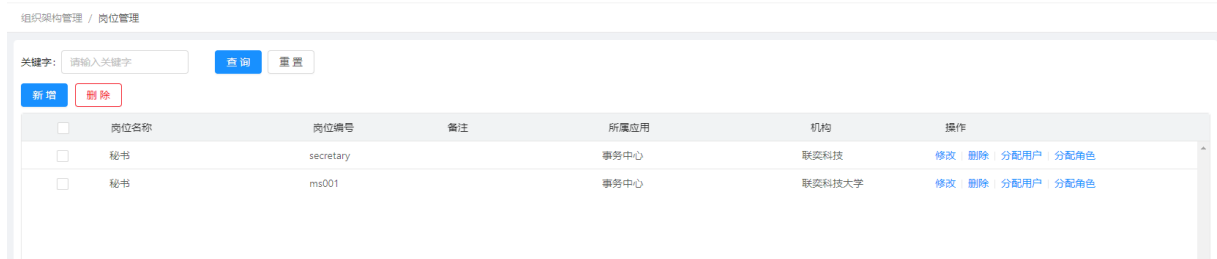 组织架构管理 / 岗位管理
关键字: 请输入关键字 查询 重置
新增 删除
岗位名称 岗位编号 备注 所属应用 机构 操作
秘书 secretary 事务中心 联奕科技 修改 删除 分配用户 分配角色
秘书 ms001 事务中心 联奕科技大学 修改 删除 分配用户 分配角色